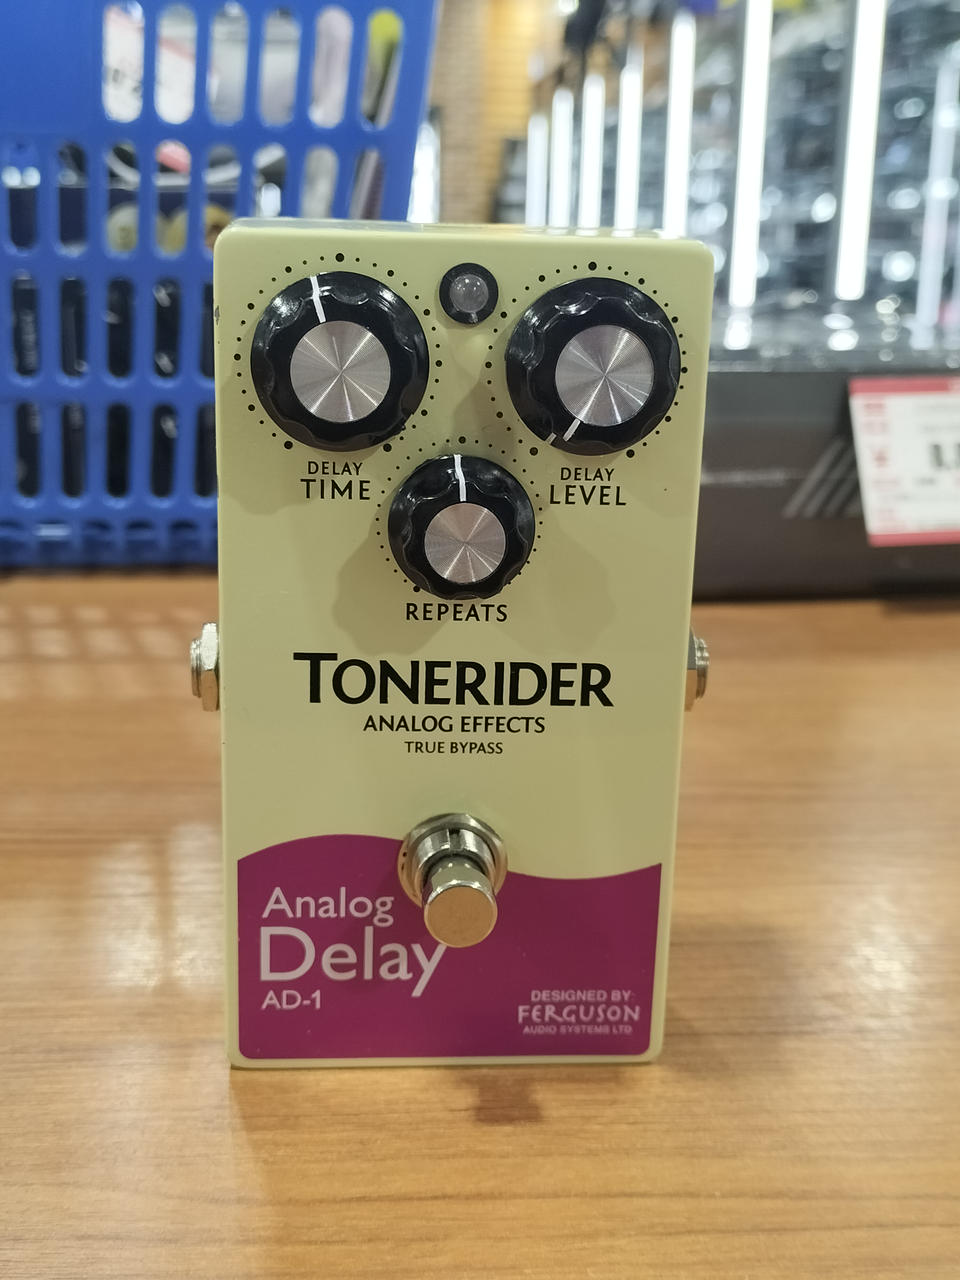 DELAY
TIME
DELAY
LEVEL
REPEATS
TONERIDER
ANALOG EFFECTS
TRUE BYPASS
Analog
Delay
AD-1
DESIGNED BY:
FERGUSON
AUDIO SYSTEMS LTD